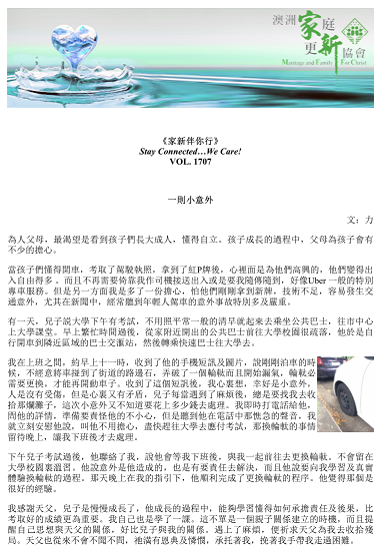 澳洲家庭更新協會
Marriage and Family For Christ
《家新伴你行》
Stay Connected…We Care!
VOL. 1707
一則小意外
文：力
為人父母，最渴望是看到孩子們長大成人，懂得自立。孩子成長的過程中，父母為孩子會有
不少的擔心。
當孩子們懂得開車，考取了駕駛執照，拿到了紅P牌後，心裡面是為他們高興的，他們變得出
入自由得多，而且不再需要倚靠我作司機接送出入或是要我隨傳隨到，好像Uber 一般的特別
專車服務。但是另一方面我是多了一份擔心，怕他們剛剛拿到新牌，技術不足，容易發生交
通意外，尤其在新聞中，經常聽到年輕人駕車的意外事故特別多及嚴重。
有一天，兒子說大學下午有考試，不用照平常一般的清早就起來去乘坐公共巴士，往市中心
上大學課堂。早上繁忙時間過後，從家附近開出的公共巴士前往大學校園很疏落，他於是自
行開車到隣近區域的巴士交滙站，然後轉乘快速巴士往大學去。
我在上班之間，約早上十一時，收到了他的手機短訊及圖片，說剛剛泊車的時
候，不經意將車撞到了街道的路邊石，弄破了一個輪軚而且開始漏氣，輪軚必
需要更換，才能再開動車子。收到了這個短訊後，我心裏想，幸好是小意外，
人是沒有受傷。但是心裏又有矛盾，兒子每當遇到了麻煩後，總是要找我去收
拾那爛攤子，這次小意外又不知道要花上多少錢去處理。我即時打電話給他，
問他的詳情，準備要責怪他的不小心，但是聽到他在電話中那懷急的聲音，我
就立刻安慰他說，叫他不用擔心，盡快趕往大學去應付考試，那換輪軚的事情
留待晚上，讓我下班後才去處理。
下午兒子考試過後，他聯絡了我，說他會等我下班後，與我一起前往去更換輪軚，不會留在
大學校園裏溫習。他說意外是他造成的，也是有要責任去解決，而且他說要向我學習及真實
體驗換輪軚的過程。那天晚上在我的指引下，他順利完成了更換輪軚的程序。他覺得那個是
很好的經驗。
我感謝天父，兒子是慢慢成長了，他成長的過程中，能夠學習懂得如何承擔責任及後果，比
考取好的成績更為重要。我自己也是學了一課。這不單是一個親子關係建立的時機，而且提
醒自己思想與天父的關係，好比兒子與我的關係。遇上了麻煩，便祈求天父為我去收拾殘
局。天父也從來不會不聞不問，祂滿有恩典及憐憫，承托著我，挽著我手帶我走過困難。